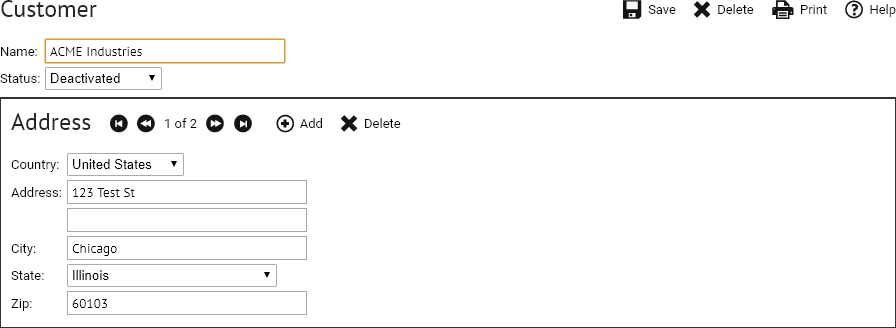 Customer
Save Delete Print Help
Name: ACME Industries
Status: Deactivated
Address 1 of 2 Add Delete
Country: United States
Address: 123 Test St
City: Chicago
State: Illinois
Zip: 60103